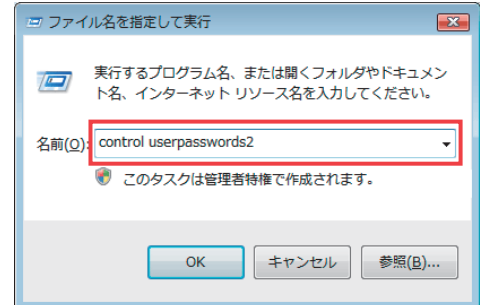 ファイル名を指定して実行
実行するプログラム名、または開くフォルダやドキュメン
ト名、インターネット リソース名を入力してください。
名前(O): control userpasswords2
このタスクは管理者特権で作成されます。
OK キャンセル 参照(B)...